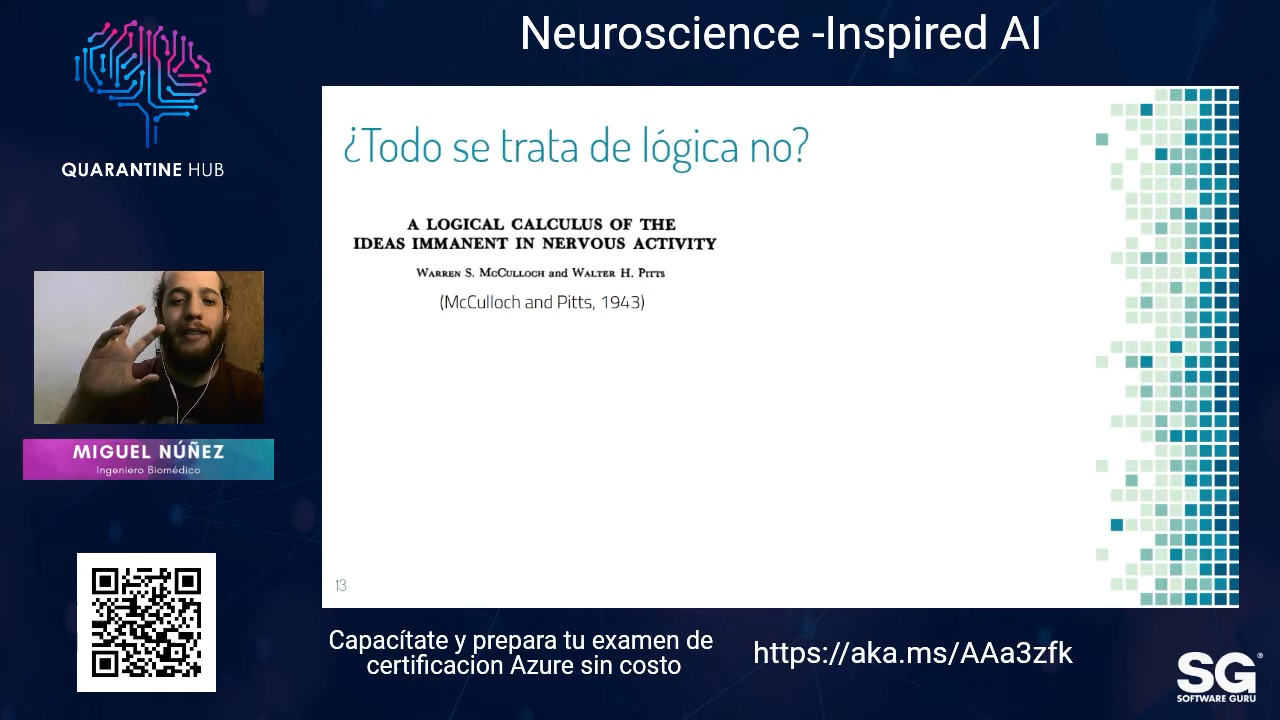 Neuroscience -Inspired AI
QUARANTINE HUB
¿Todo se trata de lógica no?
A LOGICAL CALCULUS OF THE
IDEAS IMMANENT IN NERVOUS ACTIVITY
WARREN S. MCCULLOCH and WALTER H. PITTS
(McCulloch and Pitts, 1943)
MIGUEL NÚÑEZ
Ingeniero Biomédico
13
Capacítate y prepara tu examen de
certificacion Azure sin costo
https://aka.ms/AAa3zfk
SG®
SOFTWARE GURU